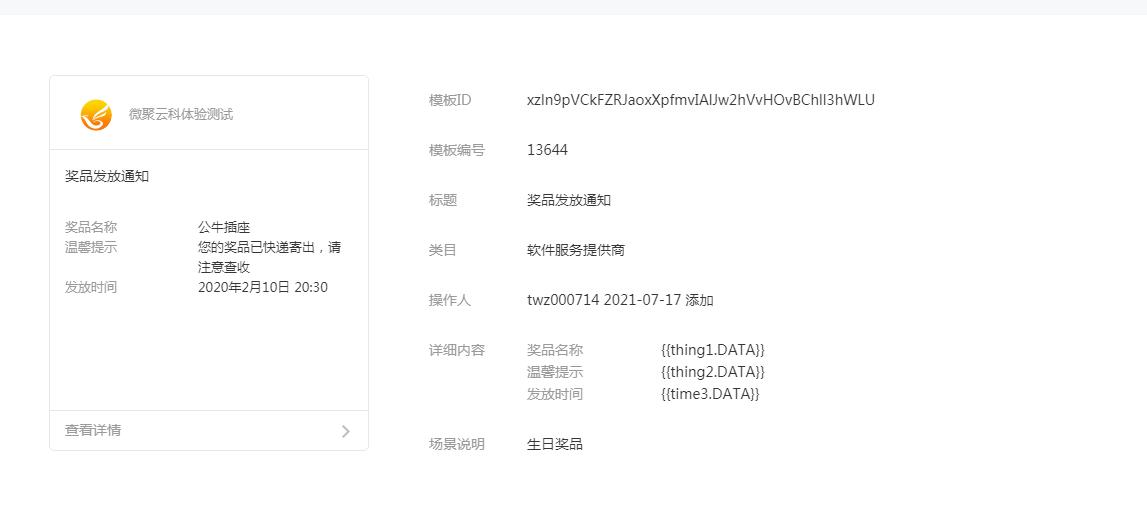 微聚云科体验测试
奖品发放通知
奖品名称 公牛插座
温馨提示 您的奖品已快递寄出，请
注意查收
发放时间 2020年2月10日 20:30
查看详情
模板ID xzIn9pVCkFZRJaoxXpfmvIAlJw2hVvHOvBChlI3hWLU
模板编号 13644
标题 奖品发放通知
类目 软件服务提供商
操作人 twz000714 2021-07-17 添加
详细内容 奖品名称 {{thing1.DATA}}
温馨提示 {{thing2.DATA}}
发放时间 {{time3.DATA}}
场景说明 生日奖品